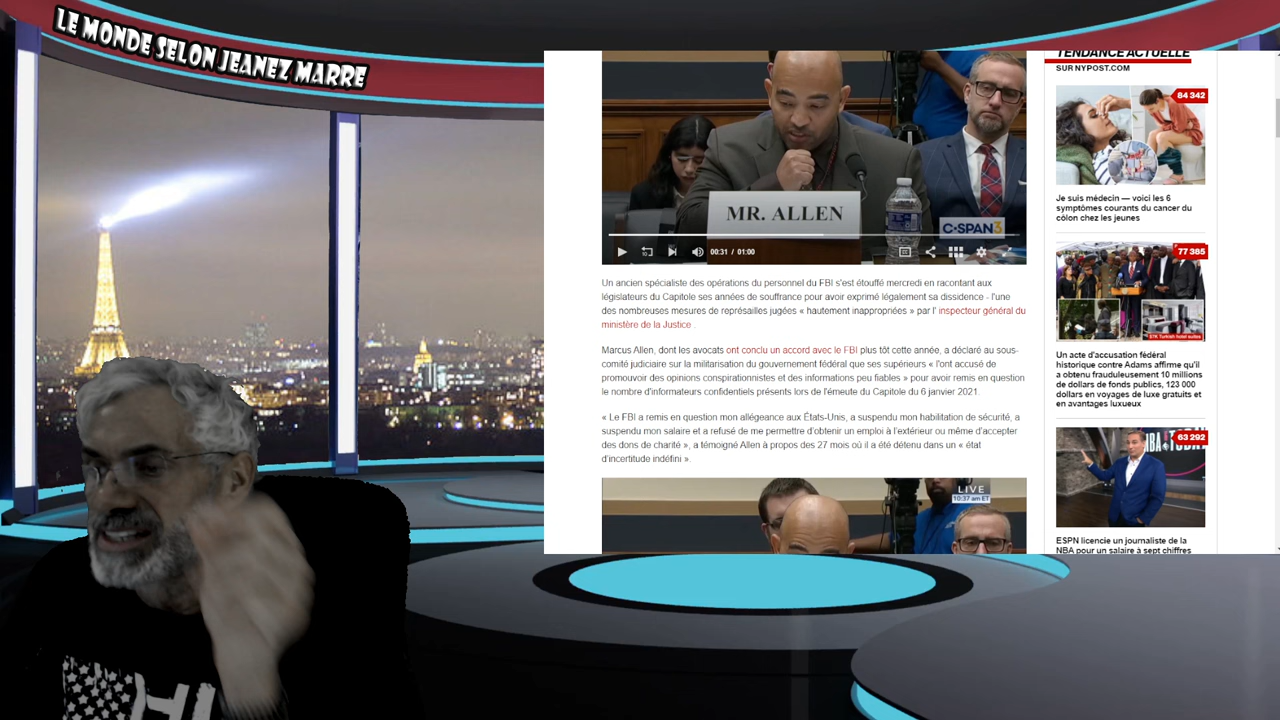 LE MONDE SELON JEANEZ MARRE
MR. ALLEN
C-SPAN3
00:31 / 01:00
Un ancien spécialiste des opérations du personnel du FBI s'est étouffé mercredi en racontant aux
législateurs du Capitole ses années de souffrance pour avoir exprimé légalement sa dissidence - l'une
des nombreuses mesures de représailles jugées « hautement inappropriées » par l' inspecteur général du
ministère de la Justice .
Marcus Allen, dont les avocats ont conclu un accord avec le FBI plus tôt cette année, a déclaré au sous-
comité judiciaire sur la militarisation du gouvernement fédéral que ses supérieurs « l'ont accusé de
promouvoir des opinions conspirationnistes et des informations peu fiables » pour avoir remis en question
le nombre d'informateurs confidentiels présents lors de l'émeute du Capitole du 6 janvier 2021.
« Le FBI a remis en question mon allégeance aux États-Unis, a suspendu mon habilitation de sécurité, a
suspendu mon salaire et a refusé de me permettre d'obtenir un emploi à l'extérieur ou même d'accepter
des dons de charité », a témoigné Allen à propos des 27 mois où il a été détenu dans un « état
d'incertitude indéfini ».
LIVE
10:37 am ET
TENDANCE ACTUELLE
SUR NYPOST.COM
84 342
Je suis médecin — voici les 6
symptômes courants du cancer du
côlon chez les jeunes
77 385
$7K Turkish hotel suites
Un acte d'accusation fédéral
historique contre Adams affirme qu'il
a obtenu frauduleusement 10 millions
de dollars de fonds publics, 123 000
dollars en voyages de luxe gratuits et
en avantages luxueux
63 292
NBA TODAY
ESPN licencie un journaliste de la
NBA pour un salaire à sept chiffres